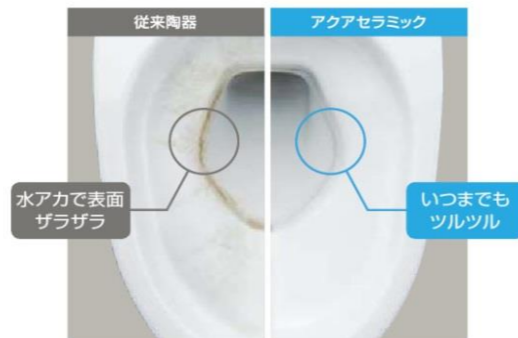 従来陶器
アクアセラミック
水アカで表面
ザラザラ
いつまでも
ツルツル